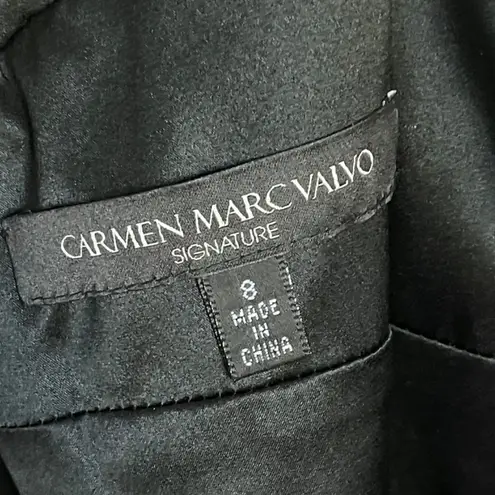 CARMEN MARC VALVO
SIGNATURE
8
MADE
IN
CHINA